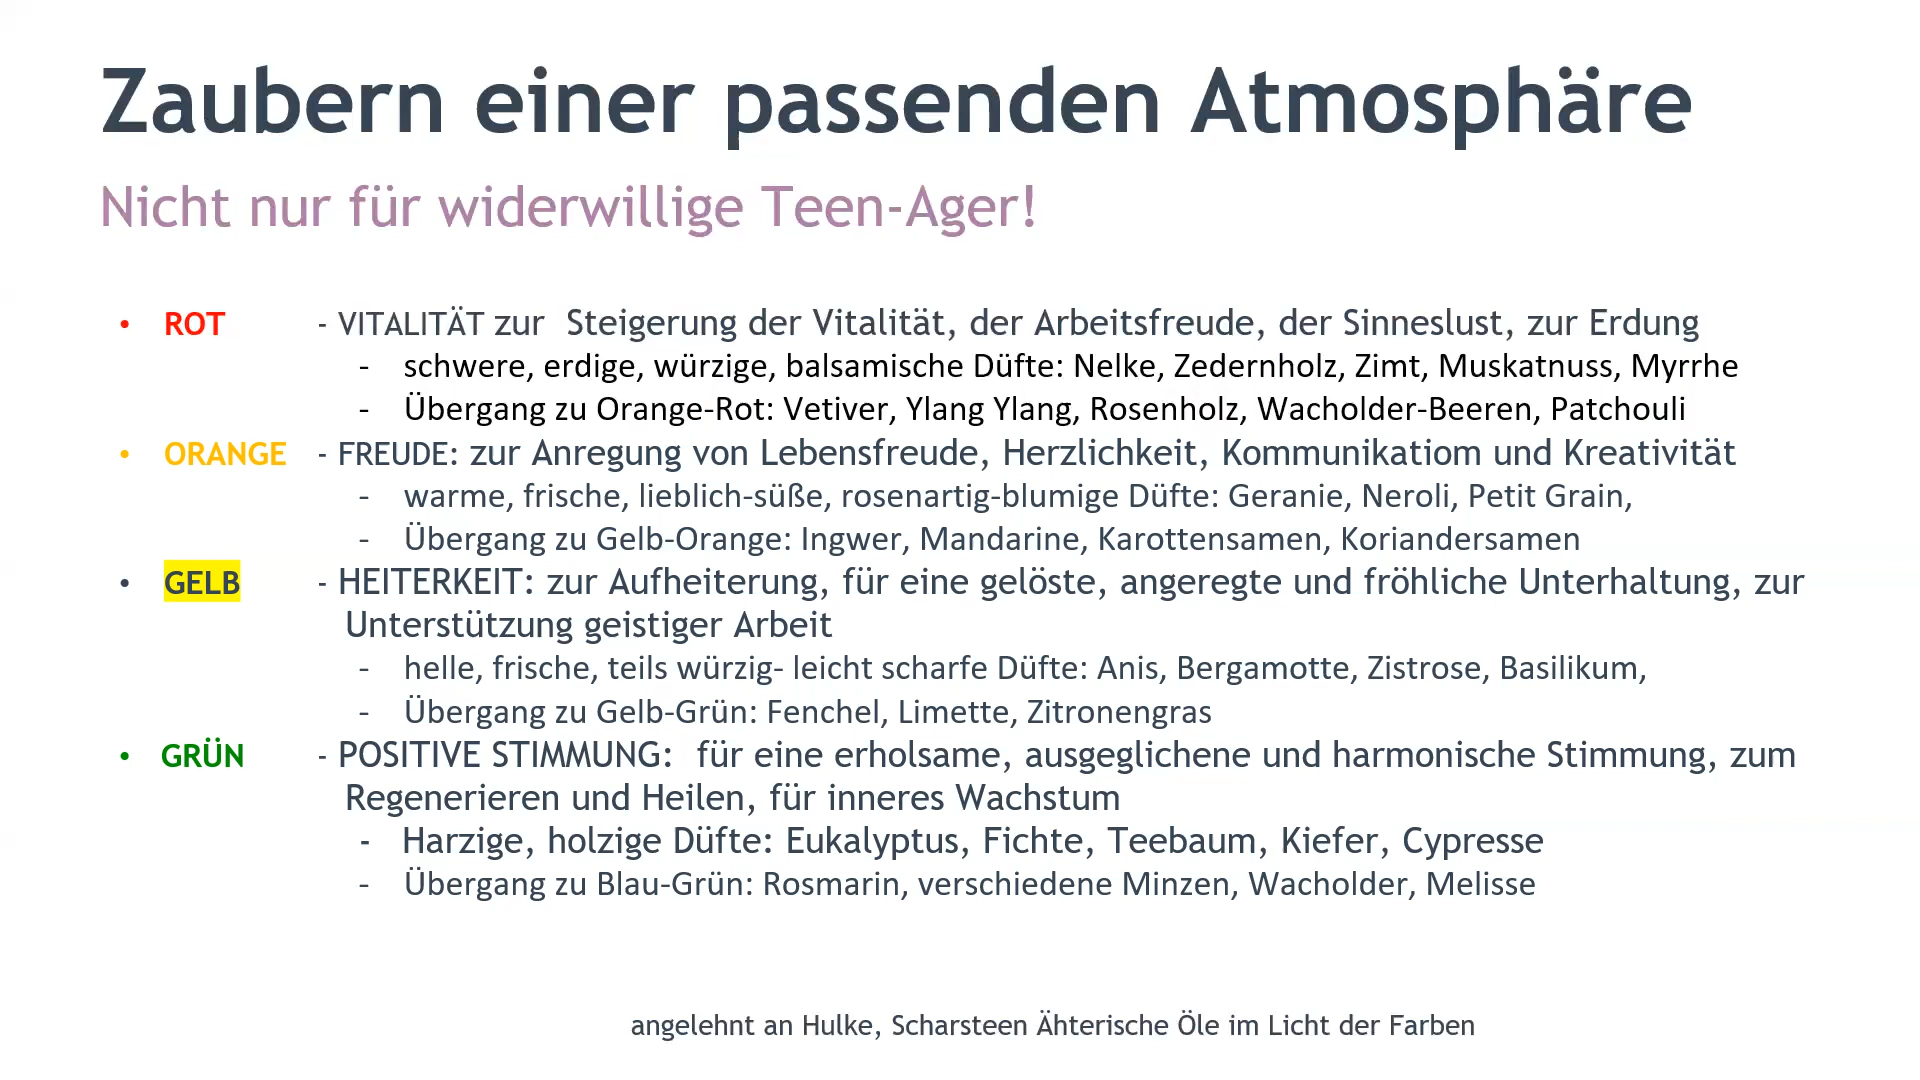 Zaubern einer passenden Atmosphäre
Nicht nur für widerwillige Teen-Ager!
• ROT - VITALITÄT zur Steigerung der Vitalität, der Arbeitsfreude, der Sinneslust, zur Erdung
- schwere, erdige, würzige, balsamische Düfte: Nelke, Zedernholz, Zimt, Muskatnuss, Myrrhe
- Übergang zu Orange-Rot: Vetiver, Ylang Ylang, Rosenholz, Wacholder-Beeren, Patchouli
• ORANGE - FREUDE: zur Anregung von Lebensfreude, Herzlichkeit, Kommunikatiom und Kreativität
- warme, frische, lieblich-süße, rosenartig-blumige Düfte: Geranie, Neroli, Petit Grain,
- Übergang zu Gelb-Orange: Ingwer, Mandarine, Karottensamen, Koriandersamen
• GELB - HEITERKEIT: zur Aufheiterung, für eine gelöste, angeregte und fröhliche Unterhaltung, zur
Unterstützung geistiger Arbeit
- helle, frische, teils würzig- leicht scharfe Düfte: Anis, Bergamotte, Zistrose, Basilikum,
- Übergang zu Gelb-Grün: Fenchel, Limette, Zitronengras
• GRÜN - POSITIVE STIMMUNG: für eine erholsame, ausgeglichene und harmonische Stimmung, zum
Regenerieren und Heilen, für inneres Wachstum
- Harzige, holzige Düfte: Eukalyptus, Fichte, Teebaum, Kiefer, Cypresse
- Übergang zu Blau-Grün: Rosmarin, verschiedene Minzen, Wacholder, Melisse
angelehnt an Hulke, Scharsteen Ähterische Öle im Licht der Farben